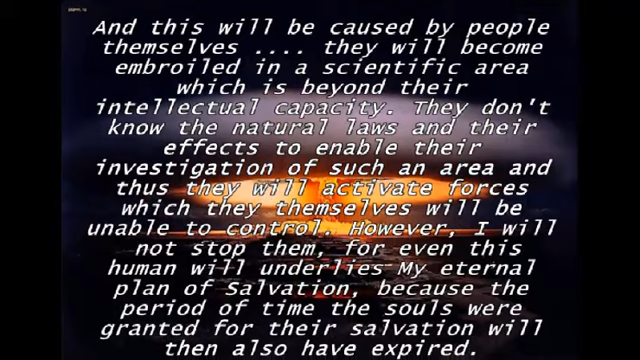 And this will be caused by people
themselves .... they will become
embroiled in a scientific area
which is beyond their
intellectual capacity. They don't
know the natural laws and their
effects to enable their
investigation of such an area and
thus they will activate forces
which they themselves will be
unable to control. However, I will
not stop them, for even this
human will underlies My eternal
plan of Salvation, because the
period of time the souls were
granted for their salvation will
then also have expired.